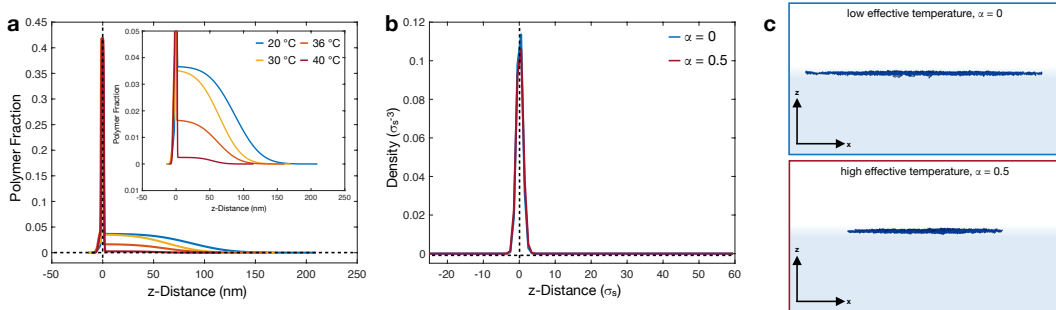 a
Polymer Fraction
0.45
0.4
0.35
0.3
0.25
0.2
0.15
0.1
0.05
0
-50 0 50 100 150 200 250
z-Distance (nm)
Polymer Fraction
0.05
0.04
0.03
0.02
0.01
0
0.01
-50 0 50 100 150 200 250
z-Distance (nm)
20 °C 36 °C
30 °C 40 °C
b
Density (σs-3)
0.12
0.1
0.08
0.06
0.04
0.02
0
-20 -10 0 10 20 30 40 50 60
z-Distance (σs)
α = 0
α = 0.5
c
low effective temperature, α = 0
z
x
high effective temperature, α = 0.5
z
x